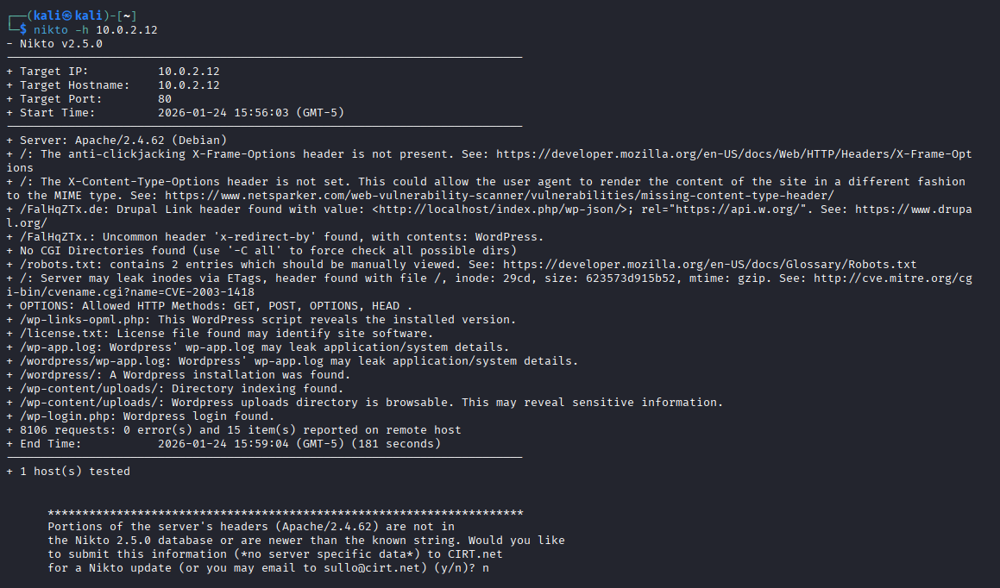 ┌──(kali㉿kali)-[~]
└─$ nikto -h 10.0.2.12
- Nikto v2.5.0
---------------------------------------------------------------------------
+ Target IP:          10.0.2.12
+ Target Hostname:    10.0.2.12
+ Target Port:        80
+ Start Time:         2026-01-24 15:56:03 (GMT-5)
---------------------------------------------------------------------------
+ Server: Apache/2.4.62 (Debian)
+ /: The anti-clickjacking X-Frame-Options header is not present. See: https://developer.mozilla.org/en-US/docs/Web/HTTP/Headers/X-Frame-Opt
ions
+ /: The X-Content-Type-Options header is not set. This could allow the user agent to render the content of the site in a different fashion
to the MIME type. See: https://www.netsparker.com/web-vulnerability-scanner/vulnerabilities/missing-content-type-header/
+ /FalHqZTx.de: Drupal Link header found with value: <http://localhost/index.php/wp-json/>; rel="https://api.w.org/". See: https://www.drupa
l.org/
+ /FalHqZTx.: Uncommon header 'x-redirect-by' found, with contents: WordPress.
+ No CGI Directories found (use '-C all' to force check all possible dirs)
+ /robots.txt: contains 2 entries which should be manually viewed. See: https://developer.mozilla.org/en-US/docs/Glossary/Robots.txt
+ /: Server may leak inodes via ETags, header found with file /, inode: 29cd, size: 623573d915b52, mtime: gzip. See: http://cve.mitre.org/cg
i-bin/cvename.cgi?name=CVE-2003-1418
+ OPTIONS: Allowed HTTP Methods: GET, POST, OPTIONS, HEAD .
+ /wp-links-opml.php: This WordPress script reveals the installed version.
+ /license.txt: License file found may identify site software.
+ /wp-app.log: Wordpress' wp-app.log may leak application/system details.
+ /wordpress/wp-app.log: Wordpress' wp-app.log may leak application/system details.
+ /wordpress/: A Wordpress installation was found.
+ /wp-content/uploads/: Directory indexing found.
+ /wp-content/uploads/: Wordpress uploads directory is browsable. This may reveal sensitive information.
+ /wp-login.php: Wordpress login found.
+ 8106 requests: 0 error(s) and 15 item(s) reported on remote host
+ End Time:           2026-01-24 15:59:04 (GMT-5) (181 seconds)
---------------------------------------------------------------------------
+ 1 host(s) tested
*********************************************************************
Portions of the server's headers (Apache/2.4.62) are not in
the Nikto 2.5.0 database or are newer than the known string. Would you like
to submit this information (*no server specific data*) to CIRT.net
for a Nikto update (or you may email to sullo@cirt.net) (y/n)? n